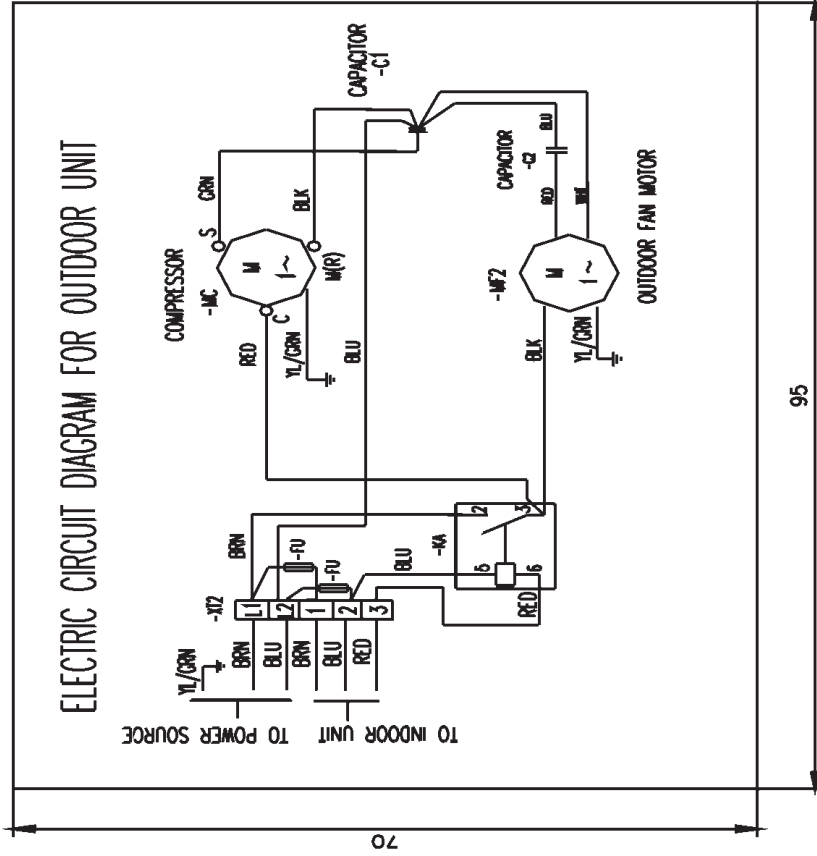 ELECTRIC CIRCUIT DIAGRAM FOR OUTDOOR UNIT
COMPRESSOR
-MC
S
GRN
CAPACITOR
-C1
M
1~
BLK
M(R)
C
RED
YL/GRN
BLU
-XT2
BRN
YL/GRN
BRN
L1
-FU
BLU
L2
-FU
BRN
1
BLU
2
BLU
RED
3
TO POWER SOURCE
TO INDOOR UNIT
-KA
2
3
5
6
RED
CAPACITOR
-C2
RED
BLU
WHT
-MF2
M
1~
BLK
YL/GRN
OUTDOOR FAN MOTOR
95
70